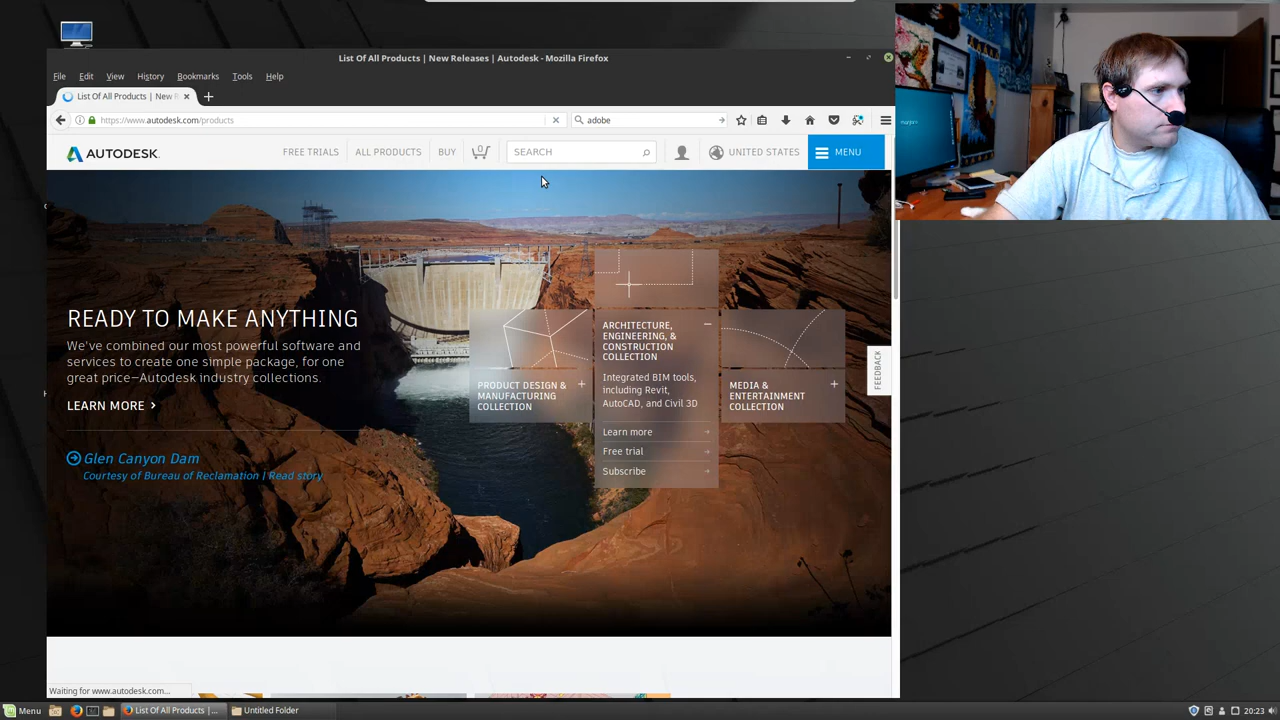 List Of All Products | New Releases | Autodesk - Mozilla Firefox
File Edit View History Bookmarks Tools Help
List Of All Products | New R
https://www.autodesk.com/products
adobe
AUTODESK.
FREE TRIALS
ALL PRODUCTS
BUY
0
SEARCH
UNITED STATES
MENU
READY TO MAKE ANYTHING
We've combined our most powerful software and
services to create one simple package, for one
great price—Autodesk industry collections.
LEARN MORE
Glen Canyon Dam
Courtesy of Bureau of Reclamation | Read story
PRODUCT DESIGN &
MANUFACTURING
COLLECTION
ARCHITECTURE,
ENGINEERING, &
CONSTRUCTION
COLLECTION
Integrated BIM tools,
including Revit,
AutoCAD, and Civil 3D
Learn more
Free trial
Subscribe
MEDIA &
ENTERTAINMENT
COLLECTION
FEEDBACK
Waiting for www.autodesk.com...
Menu
List Of All Products |...
Untitled Folder
20:23